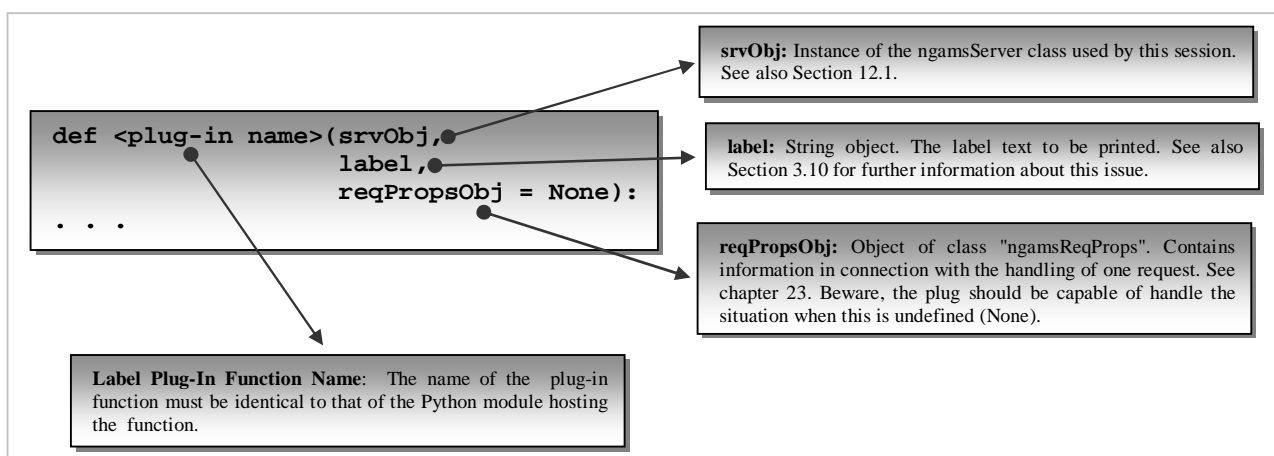 srvObj: Instance of the ngamsServer class used by this session.
See also Section 12.1.
def <plug-in name>(srvObj,
label,
reqPropsObj = None):
. . .
label: String object. The label text to be printed. See also
Section 3.10 for further information about this issue.
reqPropsObj: Object of class "ngamsReqProps". Contains
information in connection with the handling of one request. See
chapter 23. Beware, the plug should be capable of handle the
situation when this is undefined (None).
Label Plug-In Function Name: The name of the plug-in
function must be identical to that of the Python module hosting
the function.